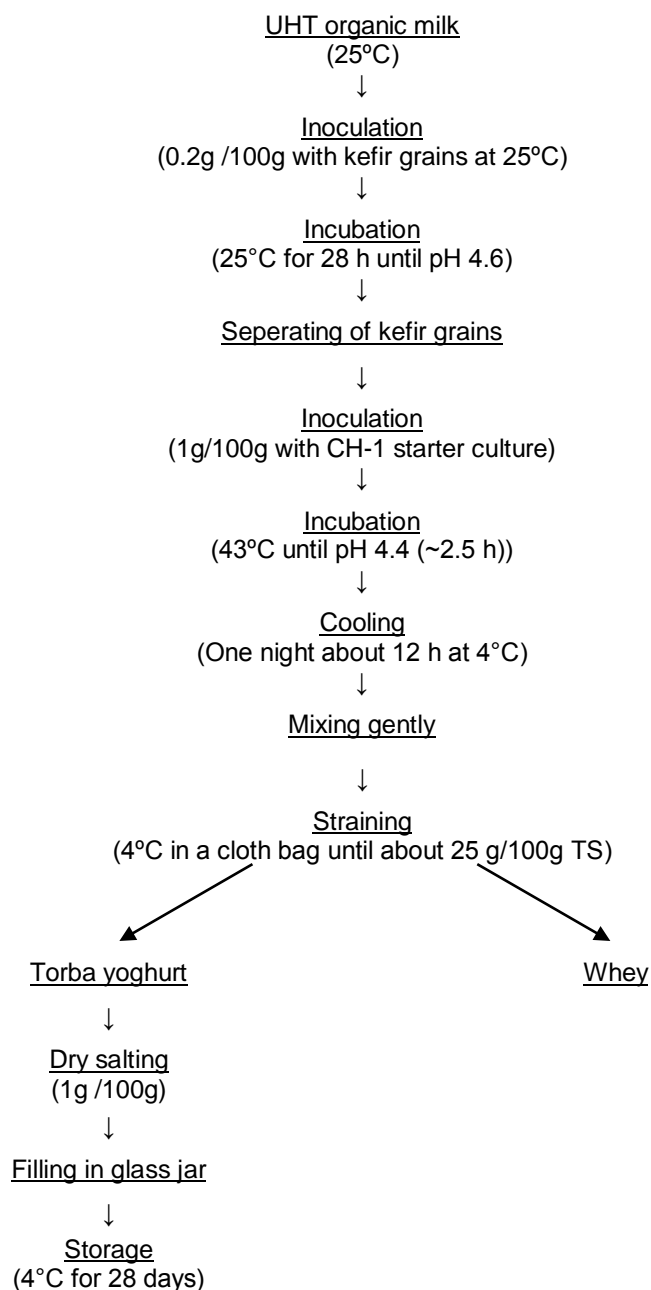 UHT organic milk
(25ºC)
↓
Inoculation
(0.2g /100g with kefir grains at 25ºC)
↓
Incubation
(25°C for 28 h until pH 4.6)
↓
Seperating of kefir grains
↓
Inoculation
(1g/100g with CH-1 starter culture)
↓
Incubation
(43ºC until pH 4.4 (~2.5 h))
↓
Cooling
(One night about 12 h at 4°C)
↓
Mixing gently
↓
Straining
(4ºC in a cloth bag until about 25 g/100g TS)
Torba yoghurt Whey
↓
Dry salting
(1g /100g)
↓
Filling in glass jar
↓
Storage
(4°C for 28 days)